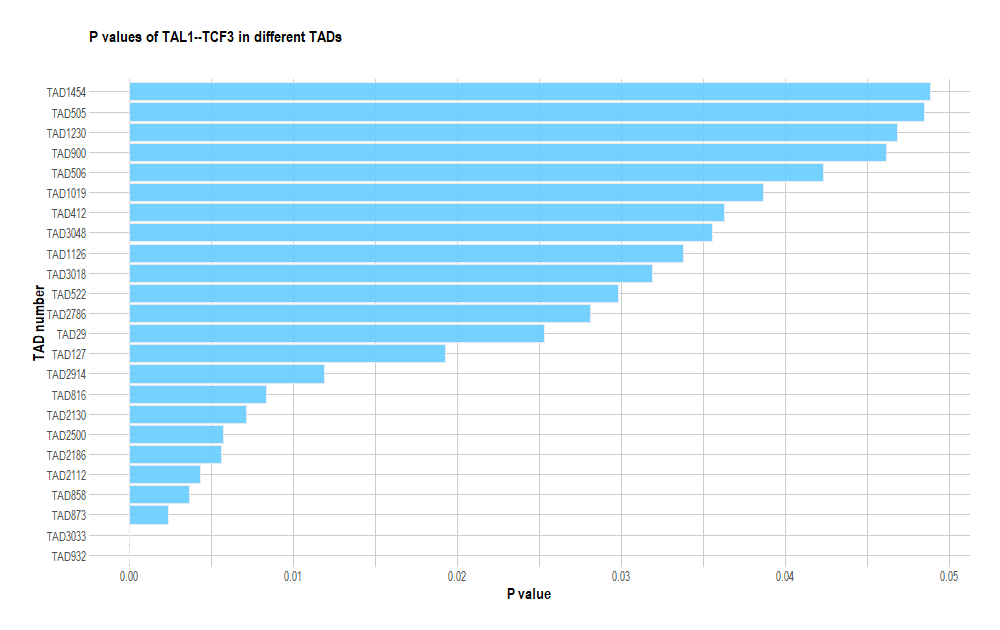 P values of TAL1--TCF3 in different TADs
TAD1454
TAD505
TAD1230
TAD900
TAD506
TAD1019
TAD412
TAD3048
TAD1126
TAD3018
TAD522
TAD2786
TAD29
TAD127
TAD2914
TAD816
TAD2130
TAD2500
TAD2186
TAD2112
TAD858
TAD873
TAD3033
TAD932
TAD number
0.00 0.01 0.02 0.03 0.04 0.05
P value